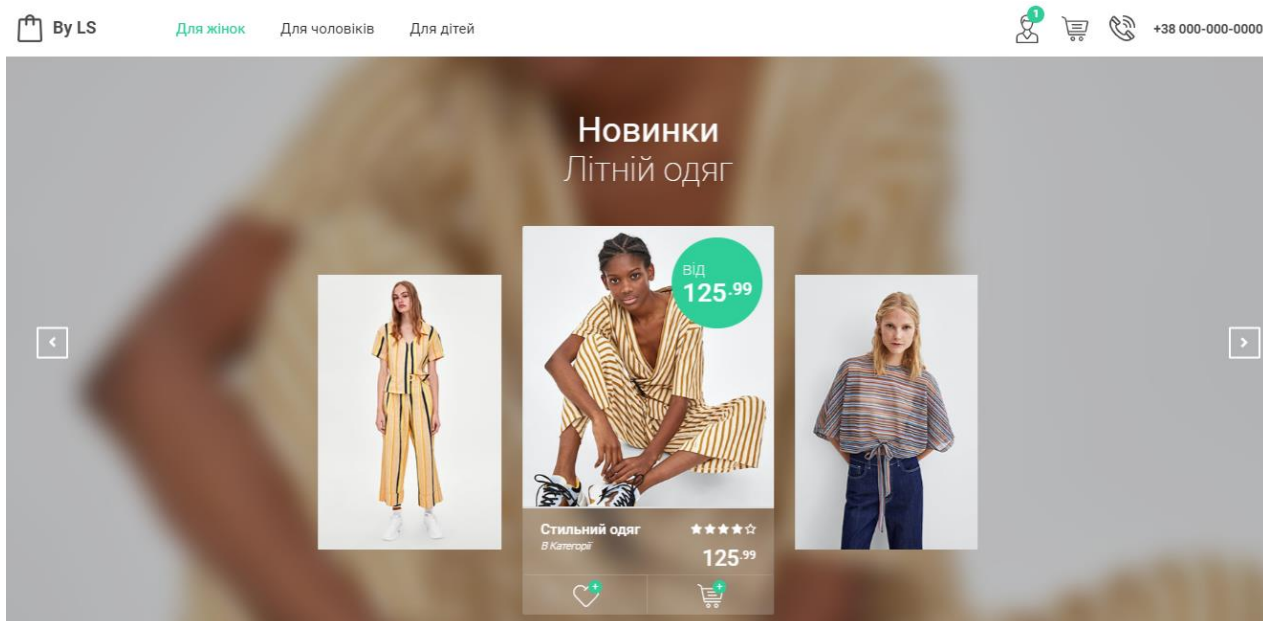 By LS
Для жінок
Для чоловіків
Для дітей
1
+38 000-000-0000
Новинки
Літній одяг
від
125.99
Стильний одяг
В Категорії
125.99